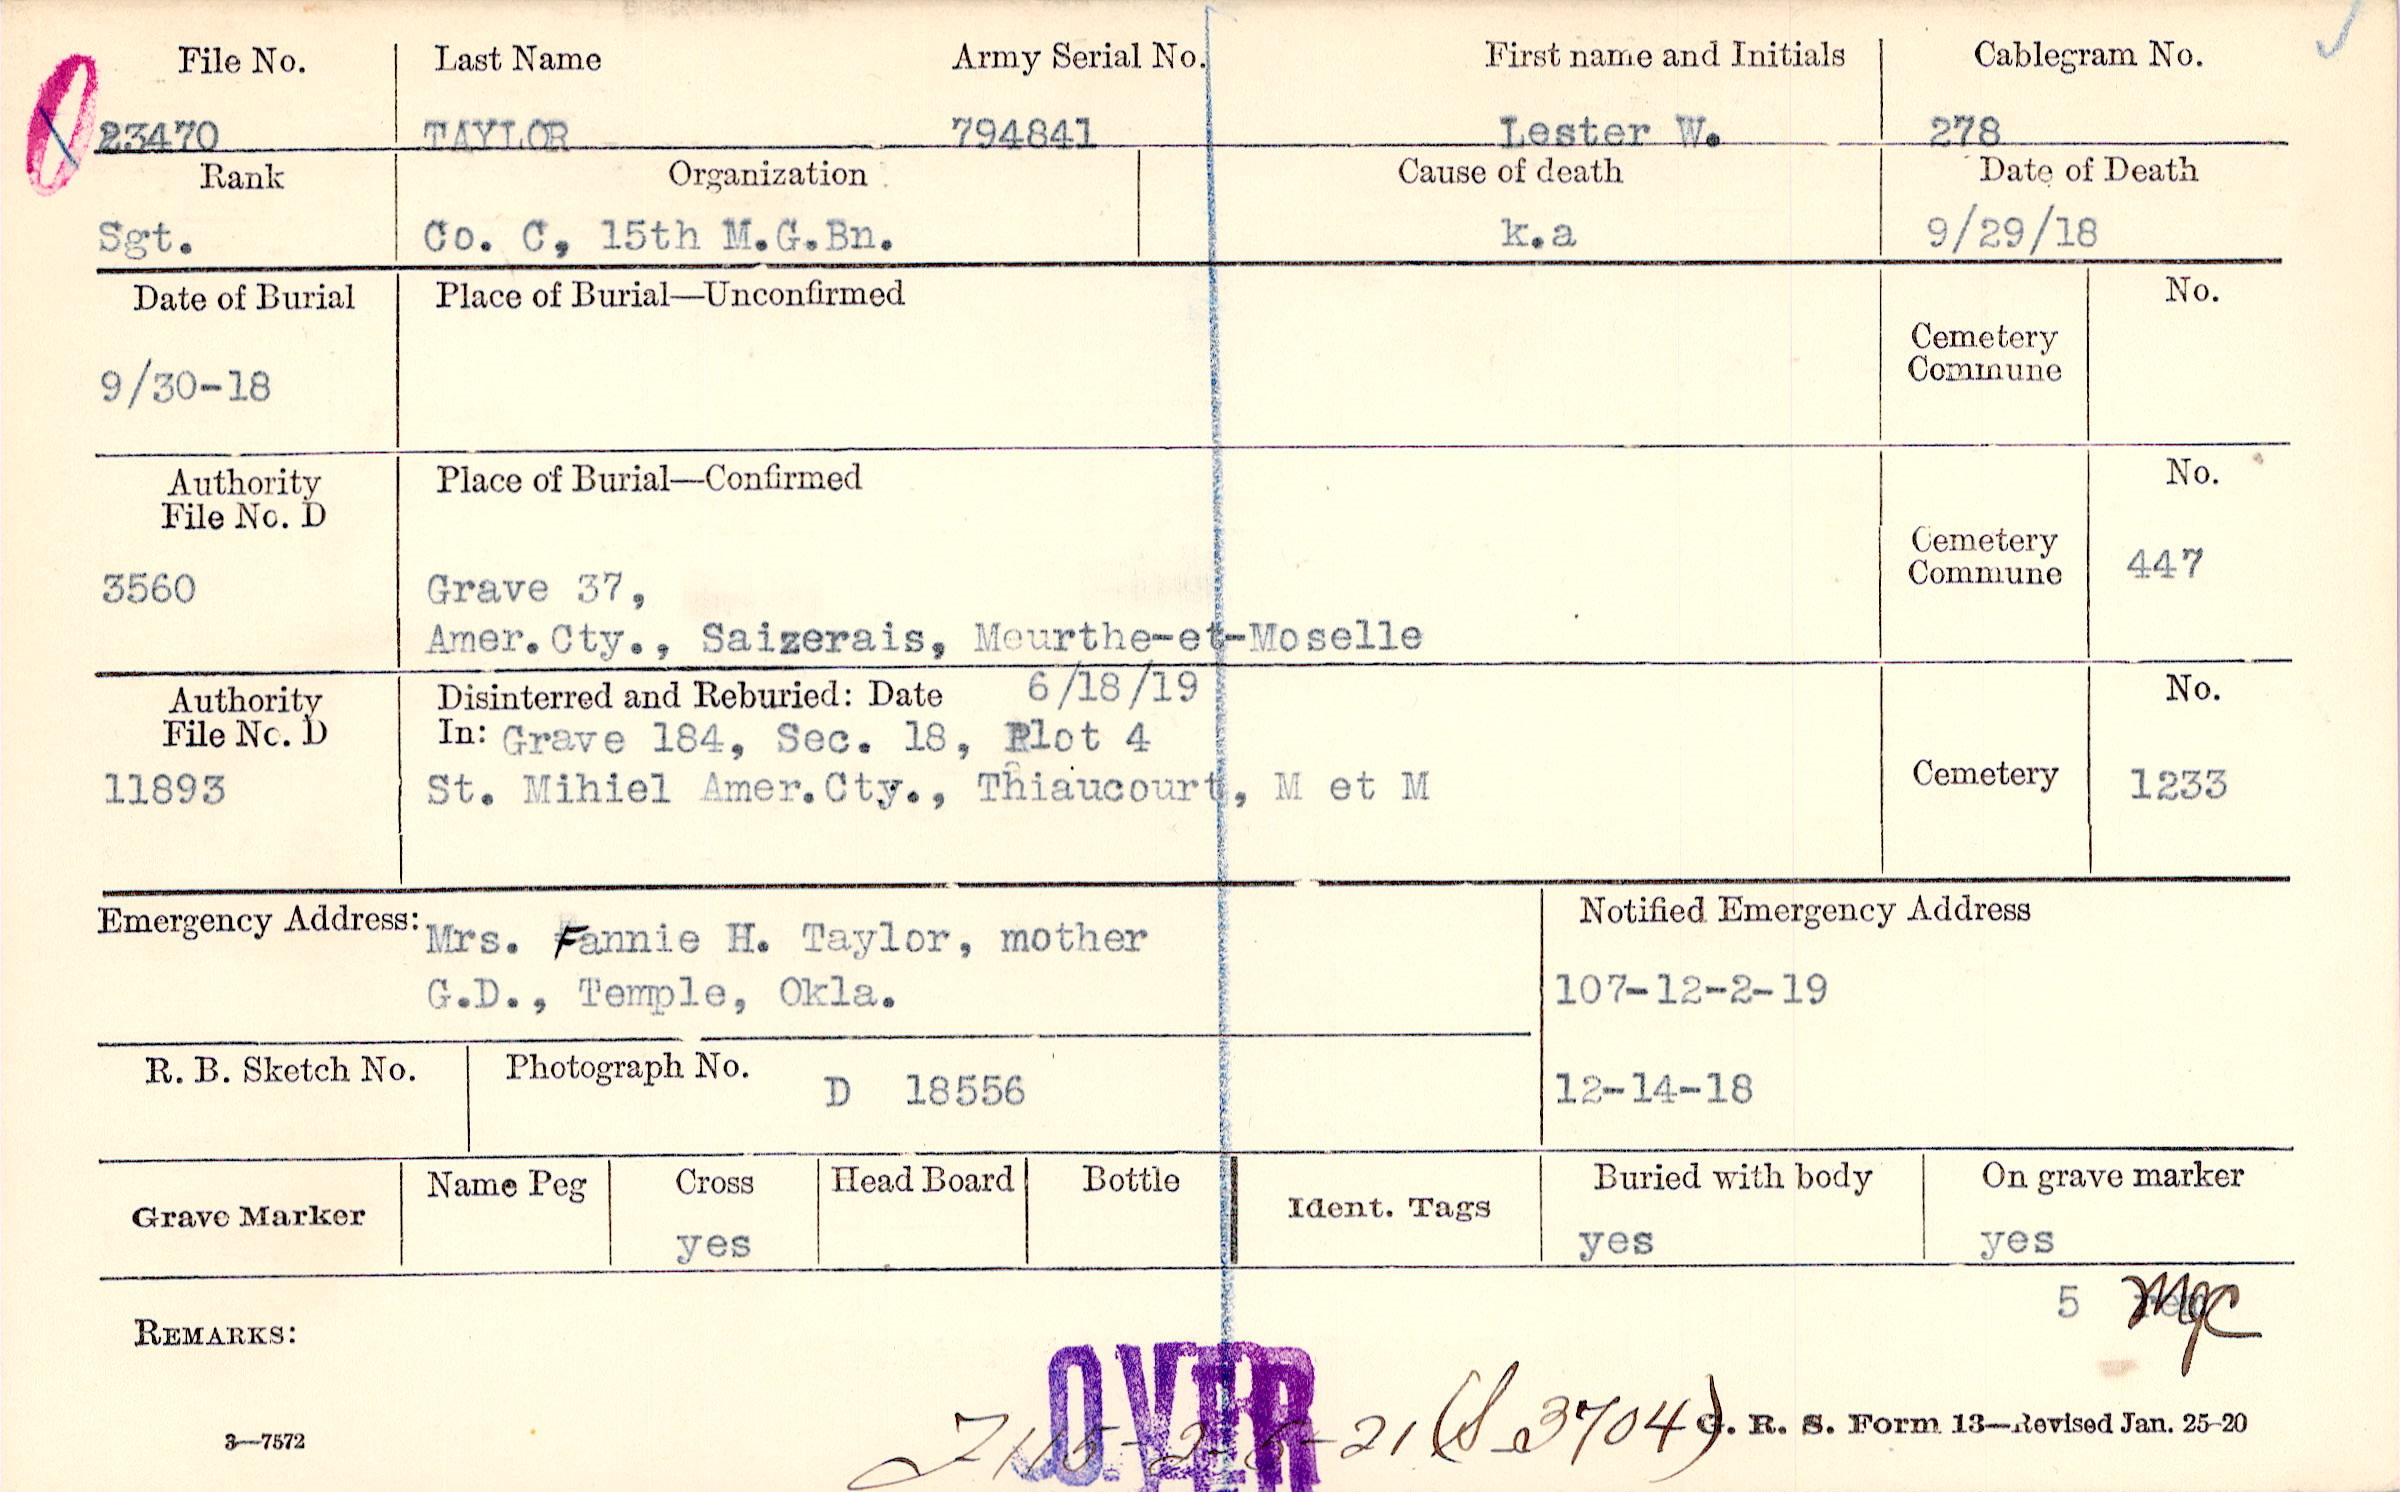 File No. Last Name Army Serial No. First name and Initials Cablegram No.
23470 TAYLOR 794841 Lester W. 278
Rank Organization Cause of death Date of Death
Sgt. Co. C, 15th M.G.Bn. k.a 9/29/18
Date of Burial Place of Burial—Unconfirmed No.
Cemetery
Commune
9/30-18
Authority Place of Burial—Confirmed No.
File No. D
Cemetery
Commune 447
3560 Grave 37,
Amer.Cty., Saizerais, Meurthe-et-Moselle
Authority Disinterred and Reburied: Date 6/18/19 No.
File No. D In: Grave 184, Sec. 18, Plot 4
11893 St. Mihiel Amer.Cty., Thiaucourt, M et M Cemetery 1233
Emergency Address: Mrs. Fannie H. Taylor, mother Notified Emergency Address
G.D., Temple, Okla. 107-12-2-19
R. B. Sketch No. Photograph No. D 18556 12-14-18
Grave Marker Name Peg Cross Head Board Bottle Ident. Tags Buried with body On grave marker
yes yes yes
5
REMARKS:
OVER
21 (S 3704)
3—7572 G. R. S. Form 13—Revised Jan. 25-20